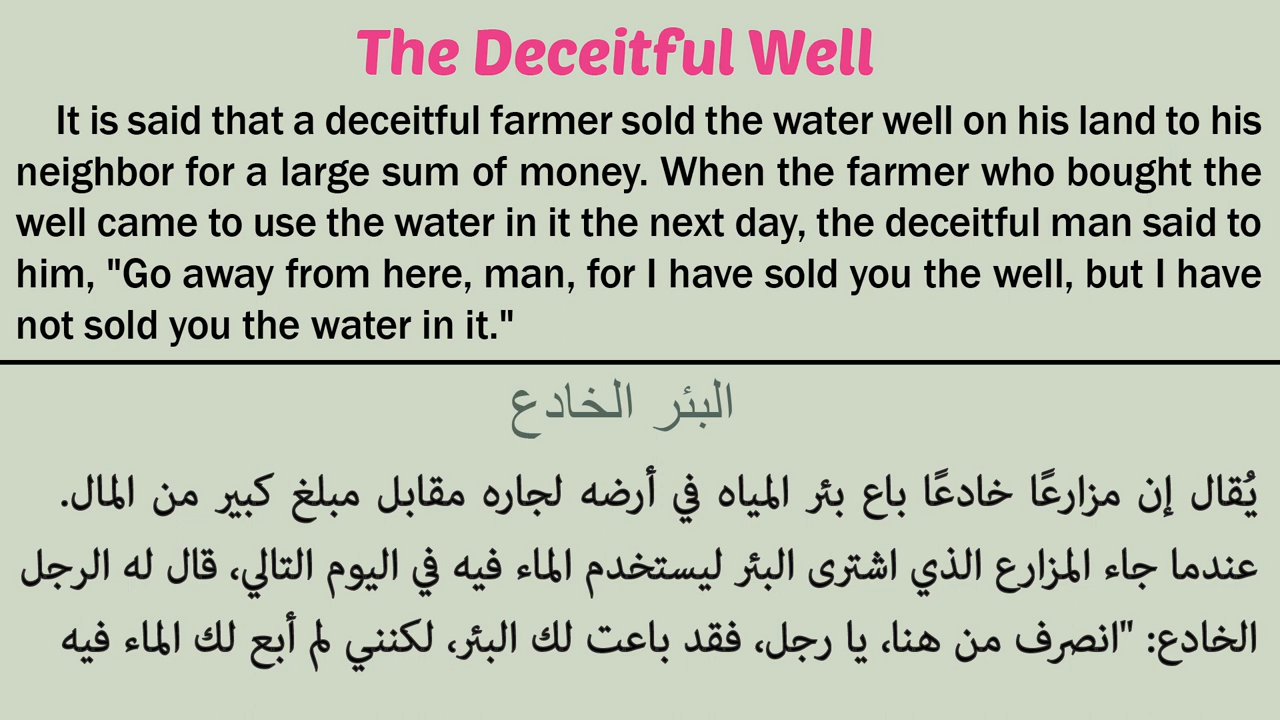 The Deceitful Well
It is said that a deceitful farmer sold the water well on his land to his
neighbor for a large sum of money. When the farmer who bought the
well came to use the water in it the next day, the deceitful man said to
him, "Go away from here, man, for I have sold you the well, but I have
not sold you the water in it."
البئر الخادع
يُقال إن مزارعًا خادعًا باع بئر المياه في أرضه لجاره مقابل مبلغ كبير من المال.
عندما جاء المزارع الذي اشترى البئر ليستخدم الماء فيه في اليوم التالي، قال له الرجل
الخادع: "انصرف من هنا، يا رجل، فقد باعت لك البئر، لكنني لم أبع لك الماء فيه